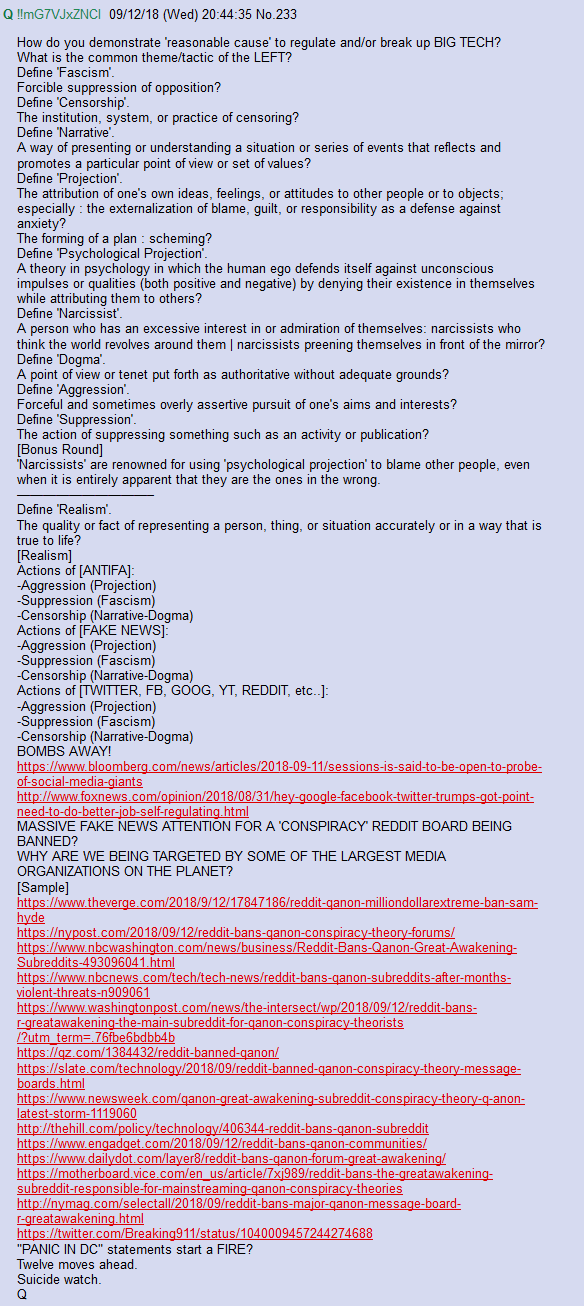 Q !!mG7VJxZNCI 09/12/18 (Wed) 20:44:35 No.233
How do you demonstrate 'reasonable cause' to regulate and/or break up BIG TECH?
What is the common theme/tactic of the LEFT?
Define 'Fascism'.
Forcible suppression of opposition?
Define 'Censorship'.
The institution, system, or practice of censoring?
Define 'Narrative'.
A way of presenting or understanding a situation or series of events that reflects and
promotes a particular point of view or set of values?
Define 'Projection'.
The attribution of one's own ideas, feelings, or attitudes to other people or to objects;
especially : the externalization of blame, guilt, or responsibility as a defense against
anxiety?
The forming of a plan : scheming?
Define 'Psychological Projection'.
A theory in psychology in which the human ego defends itself against unconscious
impulses or qualities (both positive and negative) by denying their existence in themselves
while attributing them to others?
Define 'Narcissist'.
A person who has an excessive interest in or admiration of themselves: narcissists who
think the world revolves around them | narcissists preening themselves in front of the mirror?
Define 'Dogma'.
A point of view or tenet put forth as authoritative without adequate grounds?
Define 'Aggression'.
Forceful and sometimes overly assertive pursuit of one's aims and interests?
Define 'Suppression'.
The action of suppressing something such as an activity or publication?
[Bonus Round]
'Narcissists' are renowned for using 'psychological projection' to blame other people, even
when it is entirely apparent that they are the ones in the wrong.
Define 'Realism'.
The quality or fact of representing a person, thing, or situation accurately or in a way that is
true to life?
[Realism]
Actions of [ANTIFA]:
-Aggression (Projection)
-Suppression (Fascism)
-Censorship (Narrative-Dogma)
Actions of [FAKE NEWS]:
-Aggression (Projection)
-Suppression (Fascism)
-Censorship (Narrative-Dogma)
Actions of [TWITTER, FB, GOOG, YT, REDDIT, etc..]:
-Aggression (Projection)
-Suppression (Fascism)
-Censorship (Narrative-Dogma)
BOMBS AWAY!
https://www.bloomberg.com/news/articles/2018-09-11/sessions-is-said-to-be-open-to-probe-
of-social-media-giants
http://www.foxnews.com/opinion/2018/08/31/hey-google-facebook-twitter-trumps-got-point-
need-to-do-better-job-self-regulating.html
MASSIVE FAKE NEWS ATTENTION FOR A 'CONSPIRACY' REDDIT BOARD BEING
BANNED?
WHY ARE WE BEING TARGETED BY SOME OF THE LARGEST MEDIA
ORGANIZATIONS ON THE PLANET?
[Sample]
https://www.theverge.com/2018/9/12/17847186/reddit-qanon-milliondollarextreme-ban-sam-
hyde
https://nypost.com/2018/09/12/reddit-bans-qanon-conspiracy-theory-forums/
https://www.nbcwashington.com/news/business/Reddit-Bans-Qanon-Great-Awakening-
Subreddits-493096041.html
https://www.nbcnews.com/tech/tech-news/reddit-bans-qanon-subreddits-after-months-
violent-threats-n909061
https://www.washingtonpost.com/news/the-intersect/wp/2018/09/12/reddit-bans-
r-greatawakening-the-main-subreddit-for-qanon-conspiracy-theorists
/?utm_term=.76fbe6bdbb4b
https://qz.com/1384432/reddit-banned-qanon/
https://slate.com/technology/2018/09/reddit-banned-qanon-conspiracy-theory-message-
boards.html
https://www.newsweek.com/qanon-great-awakening-subreddit-conspiracy-theory-q-anon-
latest-storm-1119060
http://thehill.com/policy/technology/406344-reddit-bans-qanon-subreddit
https://www.engadget.com/2018/09/12/reddit-bans-qanon-communities/
https://www.dailydot.com/layer8/reddit-bans-qanon-forum-great-awakening/
https://motherboard.vice.com/en_us/article/7xj989/reddit-bans-the-greatawakening-
subreddit-responsible-for-mainstreaming-qanon-conspiracy-theories
http://nymag.com/selectall/2018/09/reddit-bans-major-qanon-message-board-
r-greatawakening.html
https://twitter.com/Breaking911/status/1040009457244274688
"PANIC IN DC" statements start a FIRE?
Twelve moves ahead.
Suicide watch.
Q